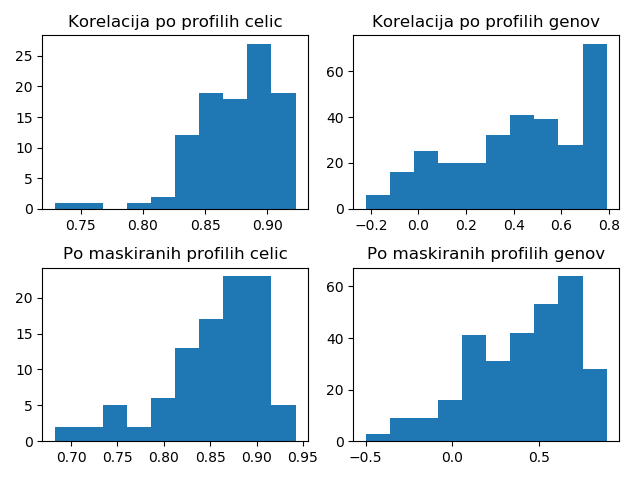 Korelacija po profilih celic
25
20
15
10
5
0
0.75 0.80 0.85 0.90
Korelacija po profilih genov
60
40
20
0
−0.2 0.0 0.2 0.4 0.6 0.8
Po maskiranih profilih celic
20
15
10
5
0
0.70 0.75 0.80 0.85 0.90 0.95
Po maskiranih profilih genov
60
40
20
0
−0.5 0.0 0.5